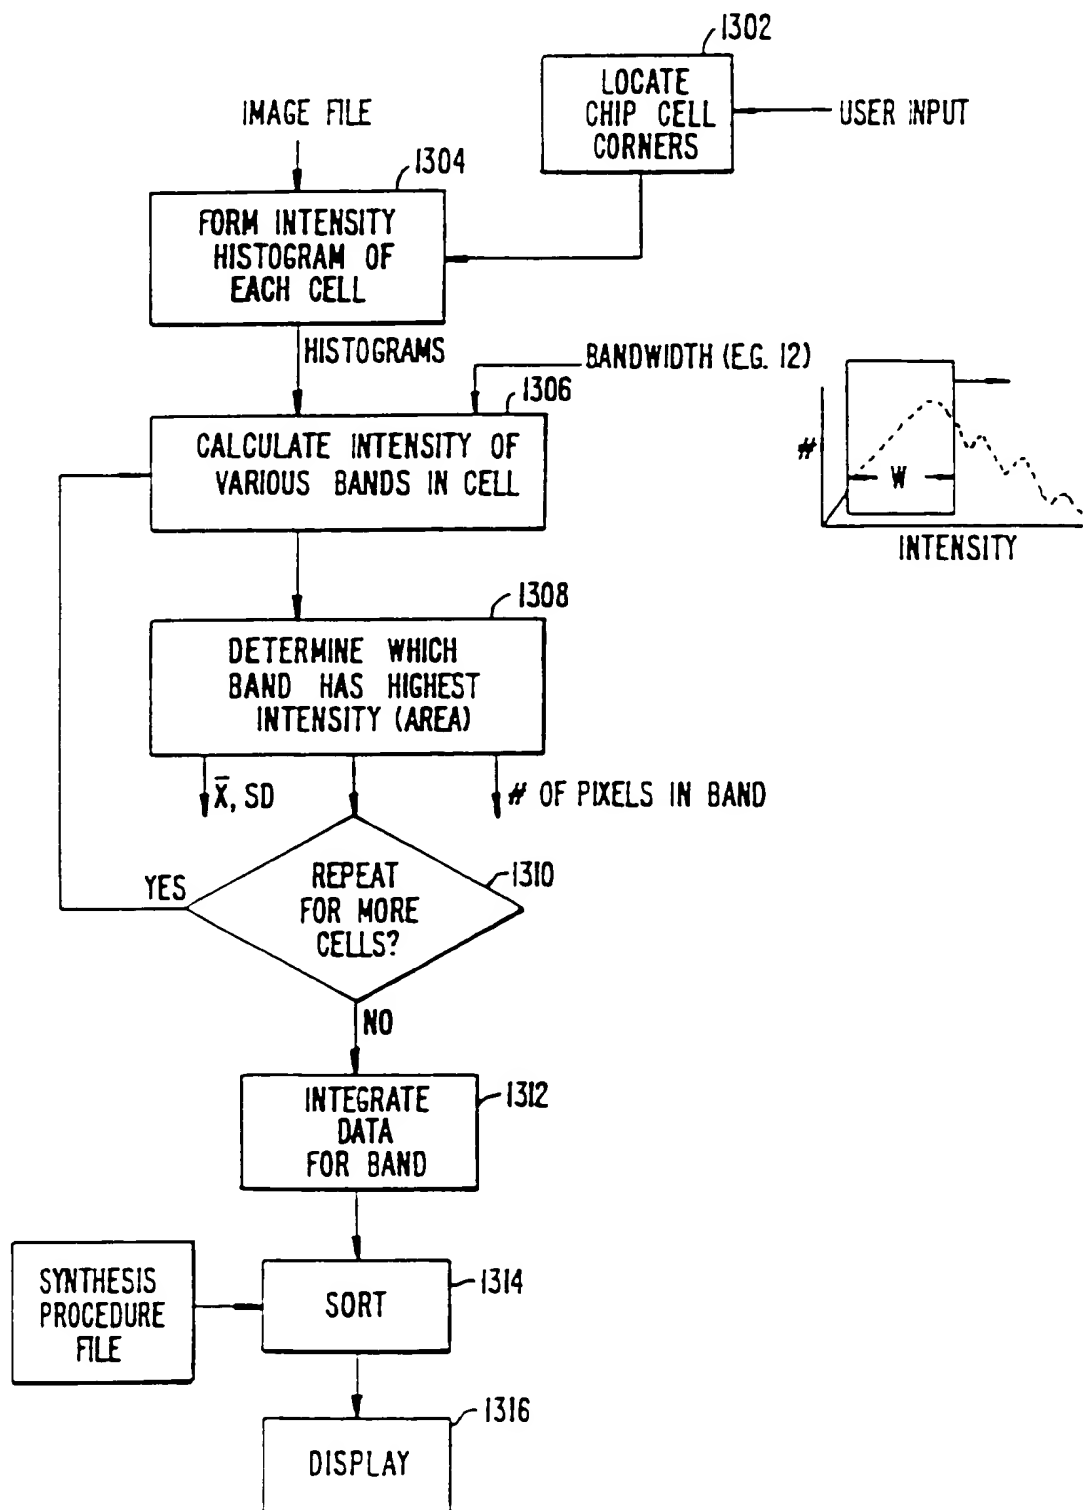 1302
LOCATE
CHIP CELL
CORNERS
USER INPUT
IMAGE FILE
1304
FORM INTENSITY
HISTOGRAM OF
EACH CELL
HISTOGRAMS
BANDWIDTH (E.G. 12)
1306
CALCULATE INTENSITY OF
VARIOUS BANDS IN CELL
#
W
INTENSITY
1308
DETERMINE WHICH
BAND HAS HIGHEST
INTENSITY (AREA)
X̄, SD
# OF PIXELS IN BAND
YES
REPEAT
FOR MORE
CELLS?
1310
NO
INTEGRATE
DATA
FOR BAND
1312
SYNTHESIS
PROCEDURE
FILE
SORT
1314
1316
DISPLAY